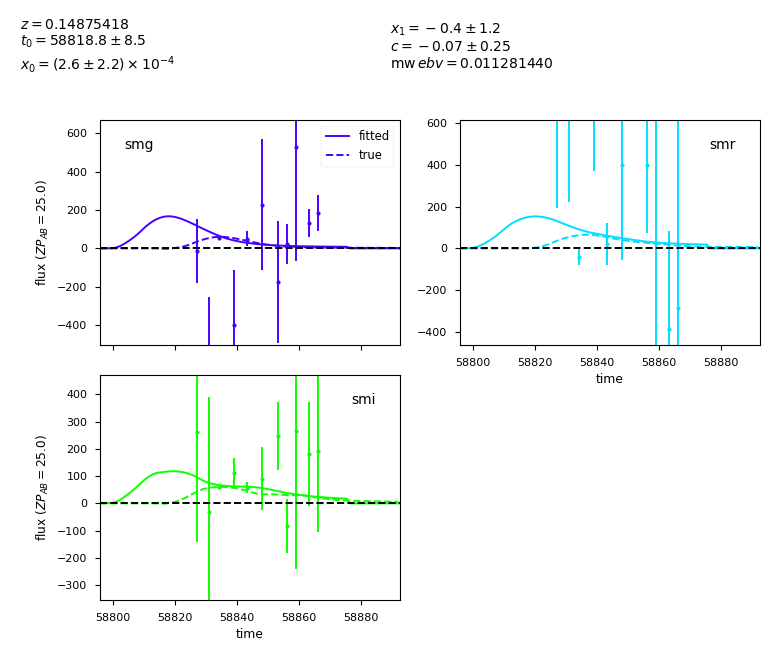 z = 0.14875418
t₀ = 58818.8 ± 8.5
x₀ = (2.6 ± 2.2) × 10⁻⁴
x₁ = −0.4 ± 1.2
c = −0.07 ± 0.25
mw ebv = 0.011281440
smg
fitted
true
600
400
200
0
−200
−400
flux (ZP_AB = 25.0)
smr
600
400
200
0
−200
−400
58800 58820 58840 58860 58880
time
smi
400
300
200
100
0
−100
−200
−300
flux (ZP_AB = 25.0)
58800 58820 58840 58860 58880
time